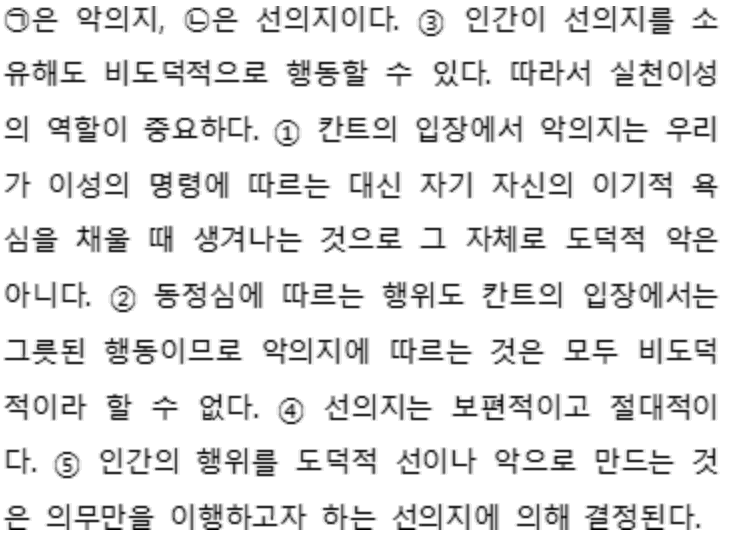 ㉠은 악의지, ㉡은 선의지이다. ③ 인간이 선의지를 소
유해도 비도덕적으로 행동할 수 있다. 따라서 실천이성
의 역할이 중요하다. ① 칸트의 입장에서 악의지는 우리
가 이성의 명령에 따르는 대신 자기 자신의 이기적 욕
심을 채울 때 생겨나는 것으로 그 자체로 도덕적 악은
아니다. ② 동정심에 따르는 행위도 칸트의 입장에서는
그릇된 행동이므로 악의지에 따르는 것은 모두 비도덕
적이라 할 수 없다. ④ 선의지는 보편적이고 절대적이
다. ⑤ 인간의 행위를 도덕적 선이나 악으로 만드는 것
은 의무만을 이행하고자 하는 선의지에 의해 결정된다.